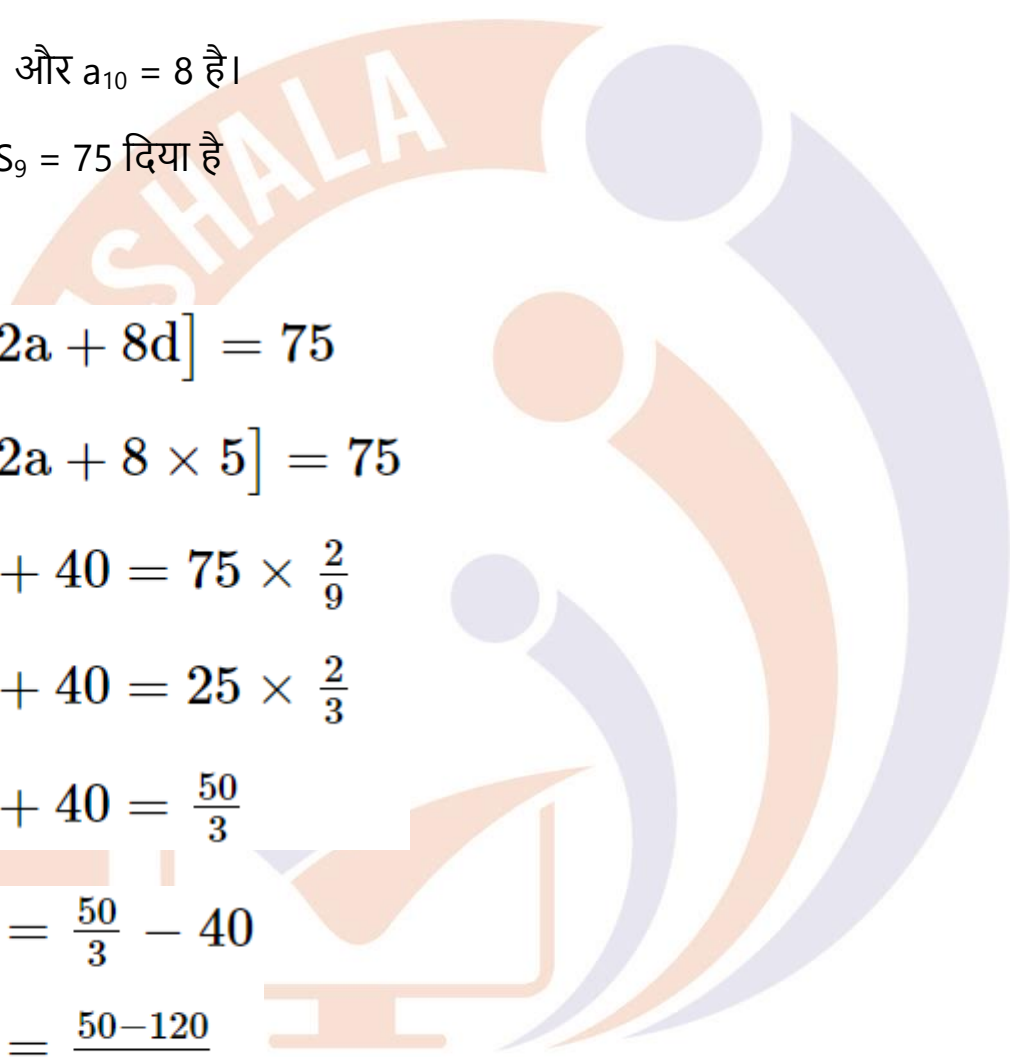 और a₁₀ = 8 है।
S₉ = 75 दिया है
SHALA
2a + 8d] = 75
2a + 8 × 5] = 75
+ 40 = 75 × 2/9
+ 40 = 25 × 2/3
+ 40 = 50/3
= 50/3 − 40
= 50−120